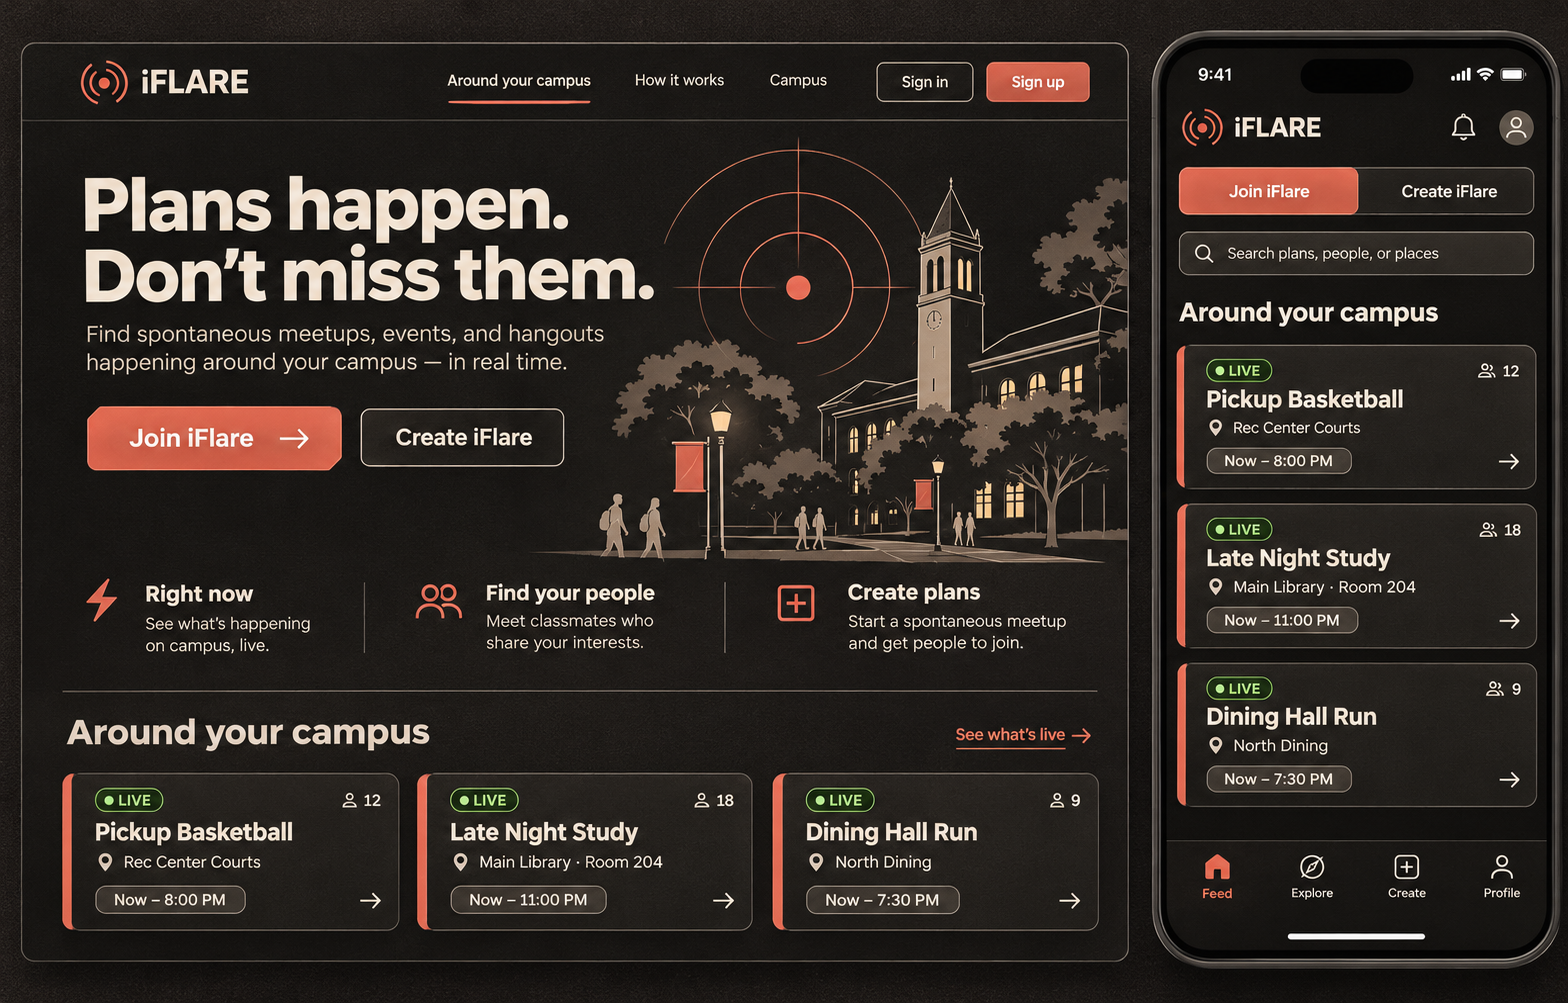 iFLARE
Around your campus
How it works
Campus
Sign in
Sign up
Plans happen.
Don't miss them.
Find spontaneous meetups, events, and hangouts
happening around your campus — in real time.
Join iFlare →
Create iFlare
Right now
See what's happening
on campus, live.
Find your people
Meet classmates who
share your interests.
Create plans
Start a spontaneous meetup
and get people to join.
Around your campus
See what's live →
LIVE
12
Pickup Basketball
Rec Center Courts
Now – 8:00 PM
LIVE
18
Late Night Study
Main Library · Room 204
Now – 11:00 PM
LIVE
9
Dining Hall Run
North Dining
Now – 7:30 PM
9:41
iFLARE
Join iFlare
Create iFlare
Search plans, people, or places
Around your campus
LIVE
12
Pickup Basketball
Rec Center Courts
Now – 8:00 PM
LIVE
18
Late Night Study
Main Library · Room 204
Now – 11:00 PM
LIVE
9
Dining Hall Run
North Dining
Now – 7:30 PM
Feed
Explore
Create
Profile